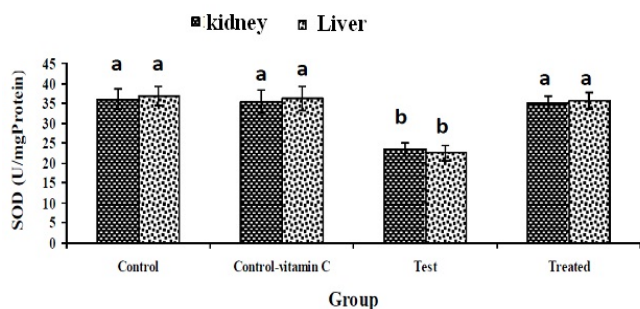 kidney Liver
SOD (U/mgProtein)
45
40
35
30
25
20
15
10
5
0
a a a a b b a a
Control Control-vitamin C Test Treated
Group